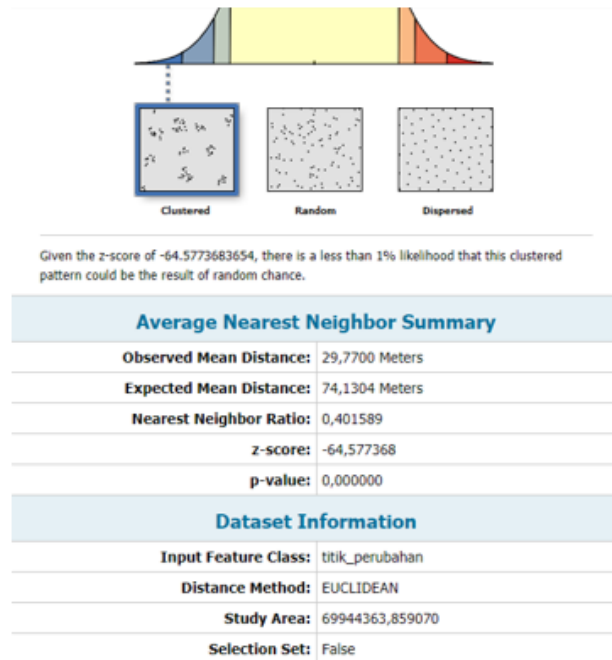 Clustered Random Dispersed
Given the z-score of -64.5773683654, there is a less than 1% likelihood that this clustered
pattern could be the result of random chance.
Average Nearest Neighbor Summary
Observed Mean Distance: 29,7700 Meters
Expected Mean Distance: 74,1304 Meters
Nearest Neighbor Ratio: 0,401589
z-score: -64,577368
p-value: 0,000000
Dataset Information
Input Feature Class: titik_perubahan
Distance Method: EUCLIDEAN
Study Area: 69944363,859070
Selection Set: False